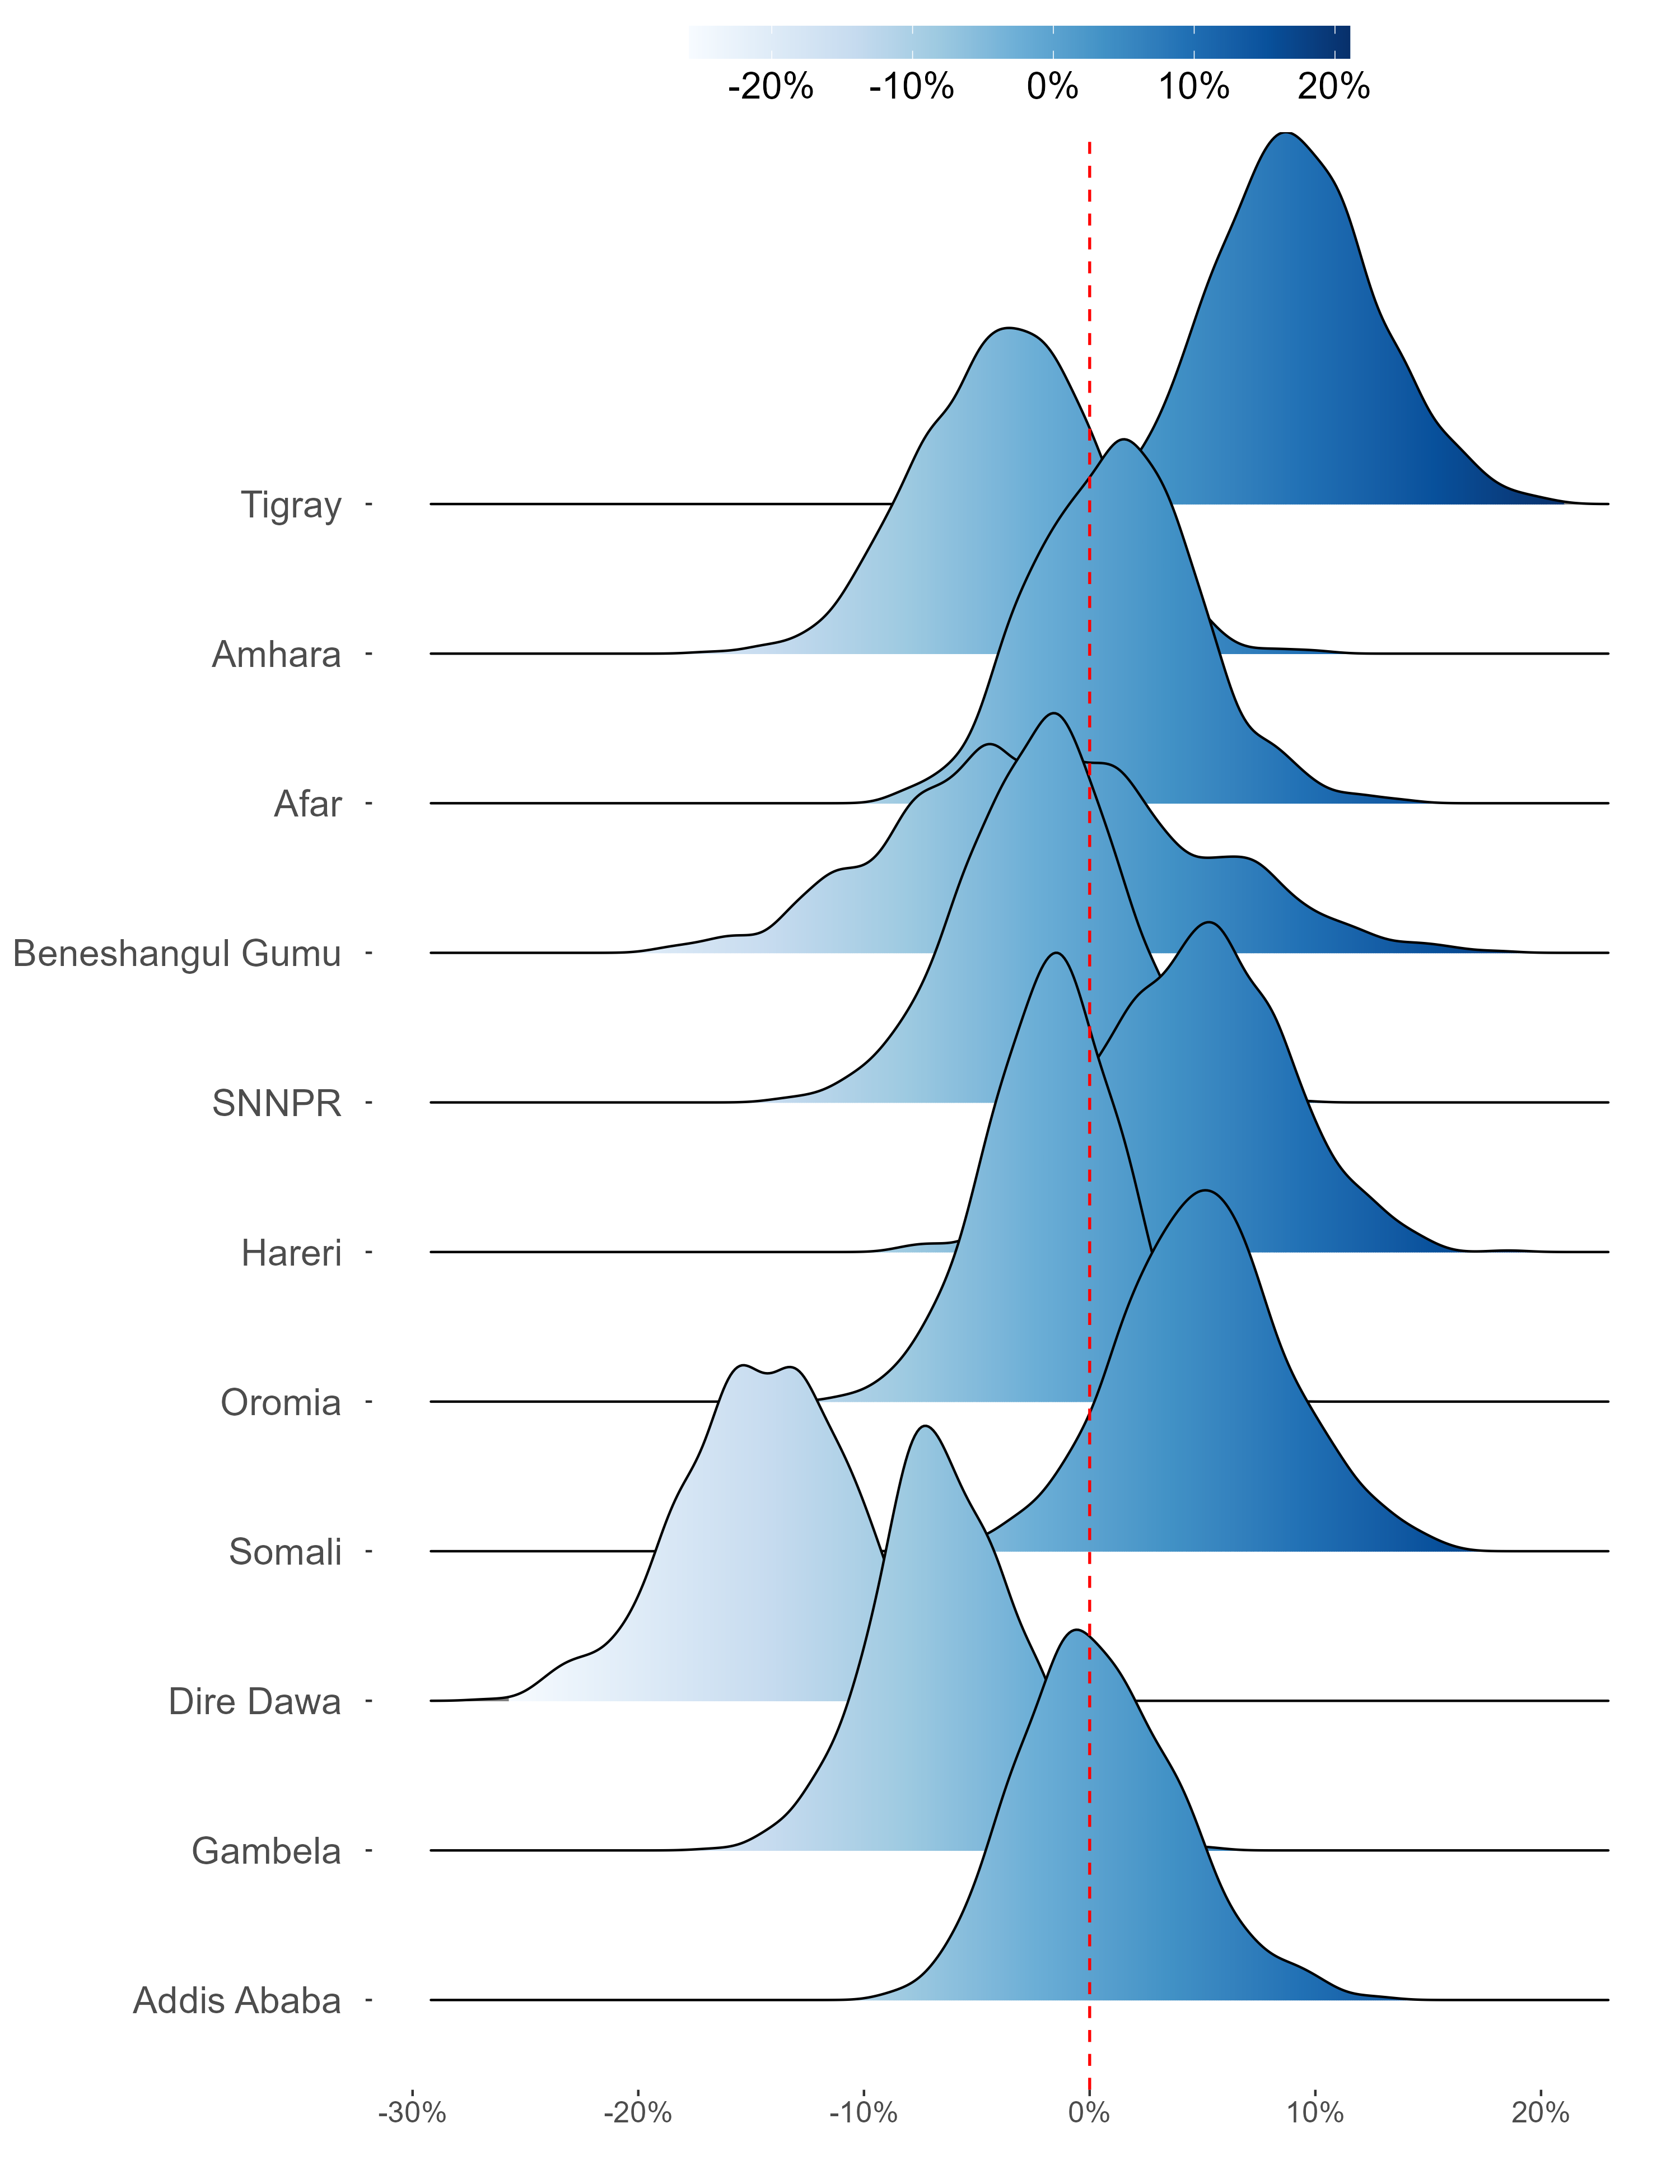 -20% -10% 0% 10% 20%
Tigray
Amhara
Afar
Beneshangul Gumu
SNNPR
Hareri
Oromia
Somali
Dire Dawa
Gambela
Addis Ababa
-30% -20% -10% 0% 10% 20%